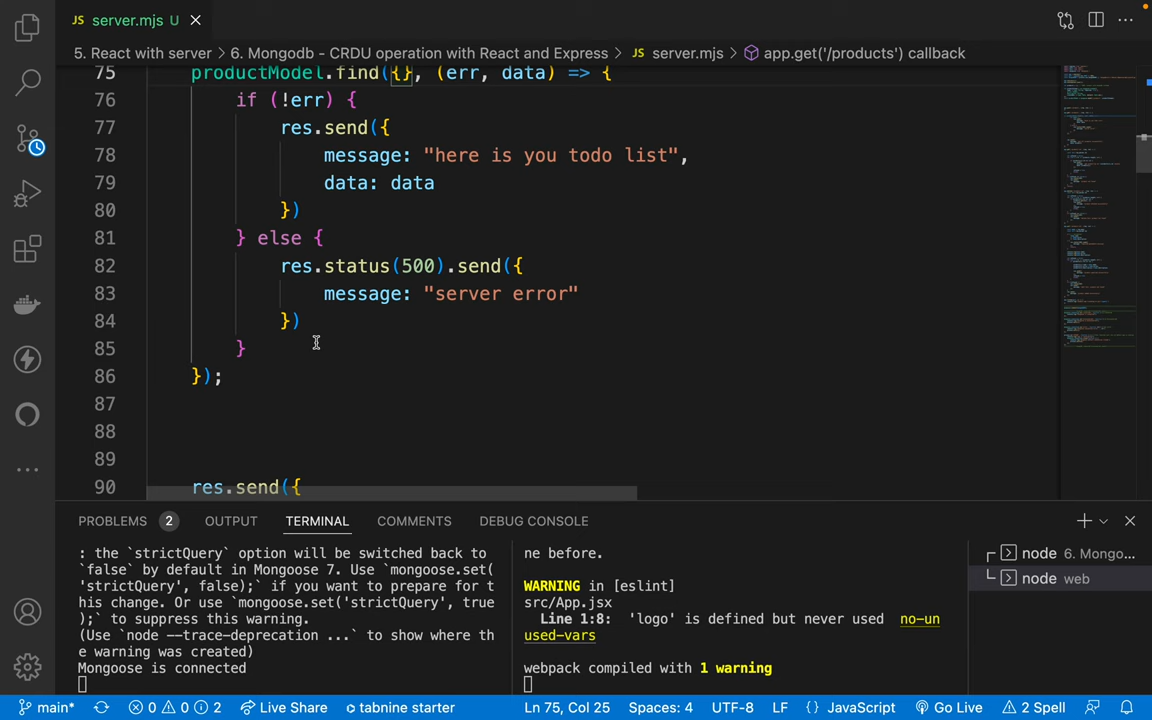 JS server.mjs U
5. React with server > 6. Mongodb - CRDU operation with React and Express > JS server.mjs > app.get('/products') callback
75 productModel.find({}, (err, data) => {
76 if (!err) {
77 res.send({
78 message: "here is you todo list",
79 data: data
80 })
81 } else {
82 res.status(500).send({
83 message: "server error"
84 })
85 }
86 });
87
88
89
90 res.send({
PROBLEMS 2 OUTPUT TERMINAL COMMENTS DEBUG CONSOLE
: the `strictQuery` option will be switched back to
`false` by default in Mongoose 7. Use `mongoose.set(
'strictQuery', false);` if you want to prepare for t
his change. Or use `mongoose.set('strictQuery', true
);` to suppress this warning.
(Use `node --trace-deprecation ...` to show where th
e warning was created)
Mongoose is connected
ne before.
WARNING in [eslint]
src/App.jsx
Line 1:8: 'logo' is defined but never used no-un
used-vars
webpack compiled with 1 warning
node 6. Mongo...
node web
main* 0 0 2 Live Share tabnine starter Ln 75, Col 25 Spaces: 4 UTF-8 LF {} JavaScript Go Live 2 Spell